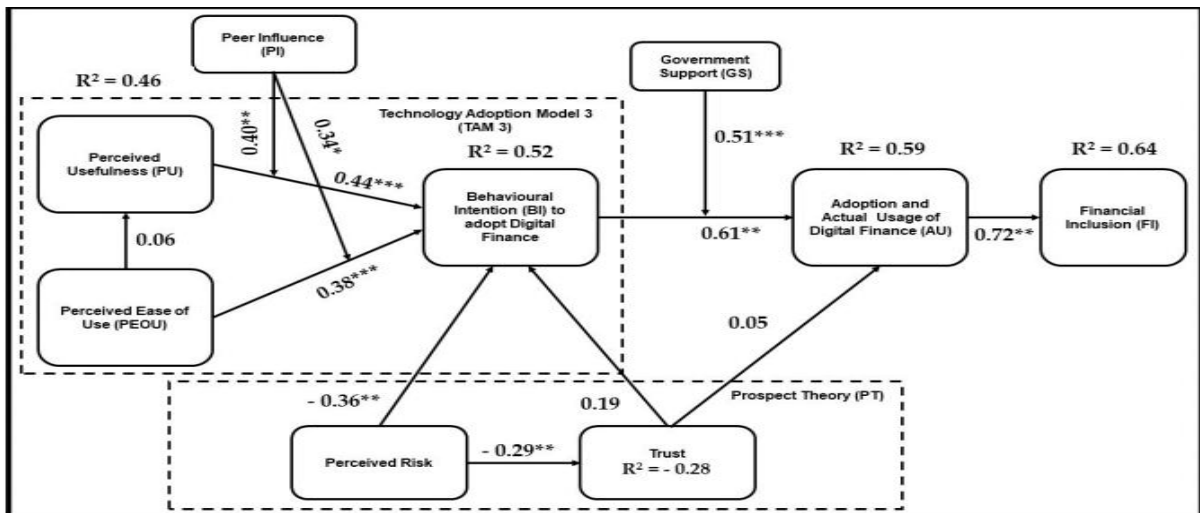 Peer Influence
(PI)
R² = 0.46
Government
Support (GS)
Technology Adoption Model 3
(TAM 3)
0.40**
0.34*
0.51***
R² = 0.52
R² = 0.59
R² = 0.64
Perceived
Usefulness (PU)
0.44***
Behavioural
Intention (BI) to
adopt Digital
Finance
0.61**
Adoption and
Actual Usage of
Digital Finance (AU)
0.72**
Financial
Inclusion (FI)
0.06
0.38***
Perceived Ease of
Use (PEOU)
0.05
- 0.36**
0.19
Prospect Theory (PT)
Perceived Risk
- 0.29**
Trust
R² = - 0.28